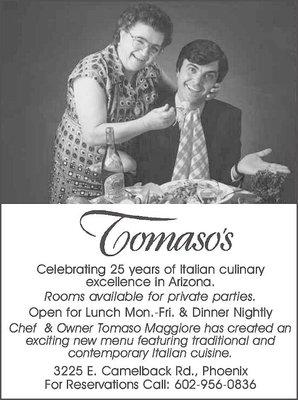 Tomaso's
Celebrating 25 years of Italian culinary
excellence in Arizona.
Rooms available for private parties.
Open for Lunch Mon.-Fri. & Dinner Nightly
Chef & Owner Tomaso Maggiore has created an
exciting new menu featuring traditional and
contemporary Italian cuisine.
3225 E. Camelback Rd., Phoenix
For Reservations Call: 602-956-0836